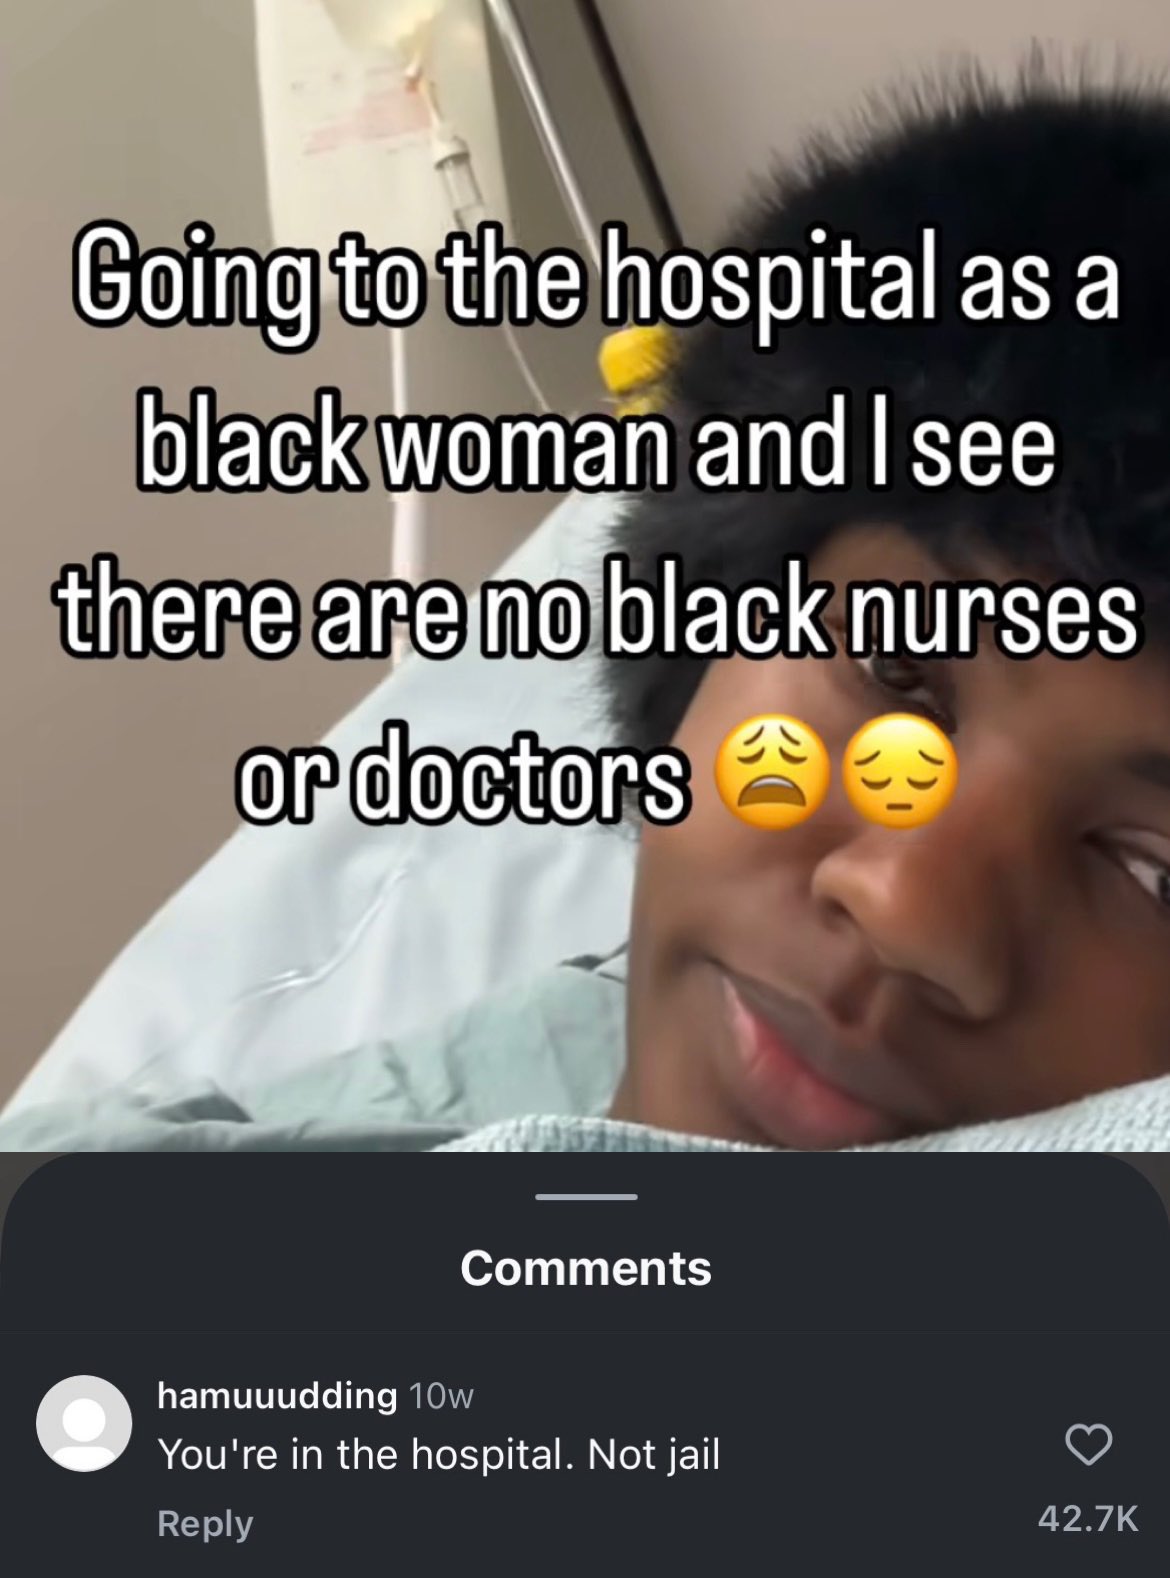 Going to the hospital as a
black woman and I see
there are no black nurses
or doctors 😩😔
Comments
hamuuudding 10w
You're in the hospital. Not jail
Reply
42.7K